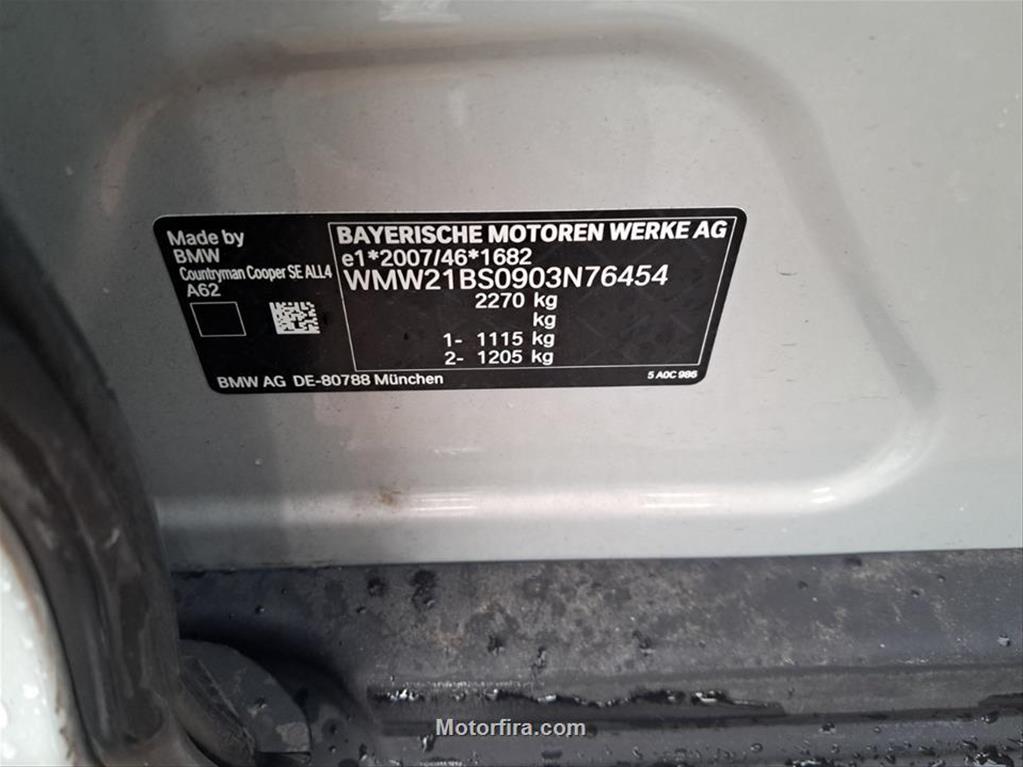 Made by
BMW
Countryman Cooper SE ALL4
A62
BAYERISCHE MOTOREN WERKE AG
e1*2007/46*1682
WMW21BS0903N76454
2270 kg
kg
1- 1115 kg
2- 1205 kg
BMW AG DE-80788 München
5 A0C 986
Motorfira.com